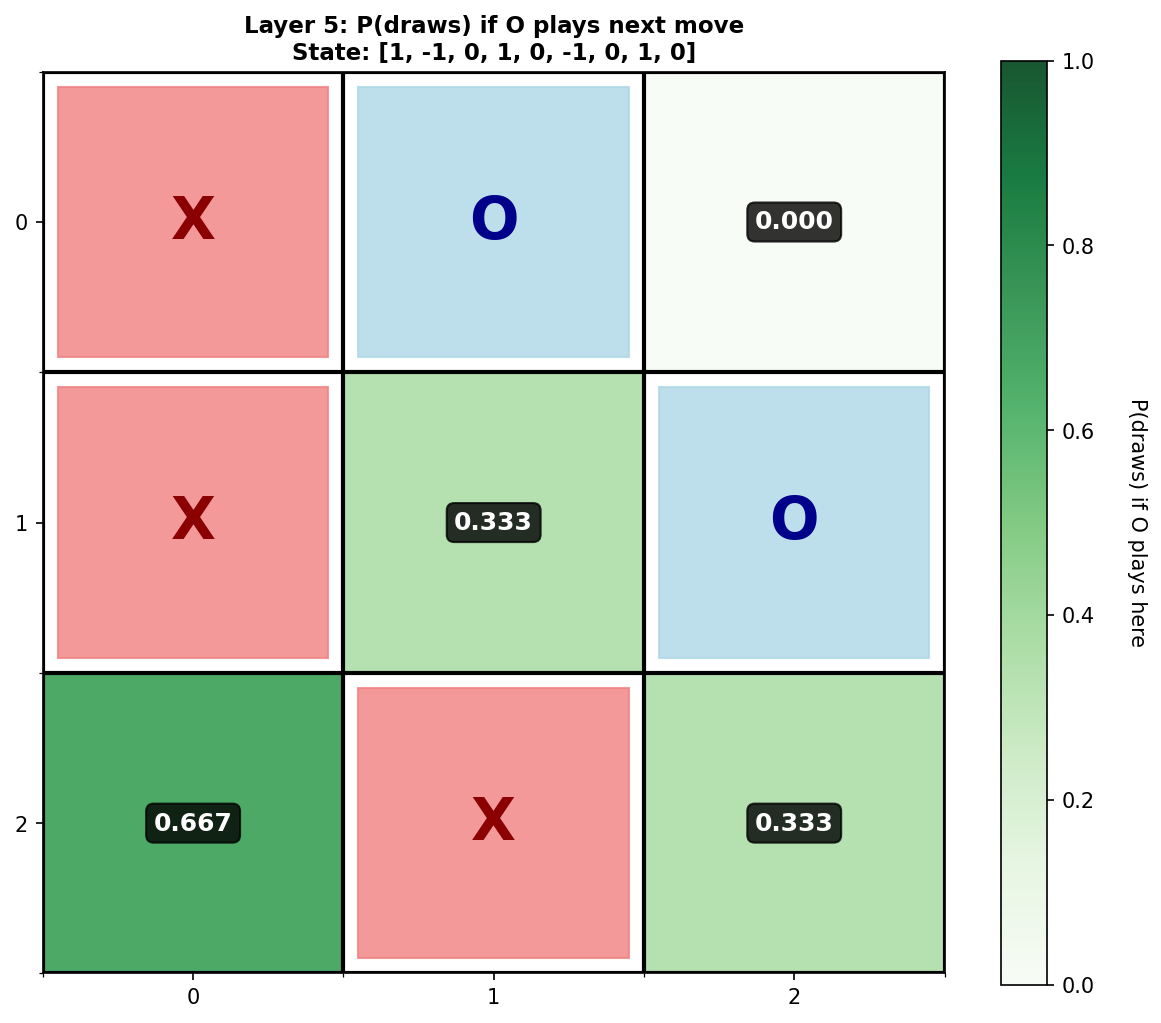 Layer 5: P(draws) if O plays next move
State: [1, -1, 0, 1, 0, -1, 0, 1, 0]
X
O
0.000
X
0.333
O
0.667
X
0.333
0
1
2
0
1
2
1.0
0.8
0.6
0.4
0.2
0.0
P(draws) if O plays here